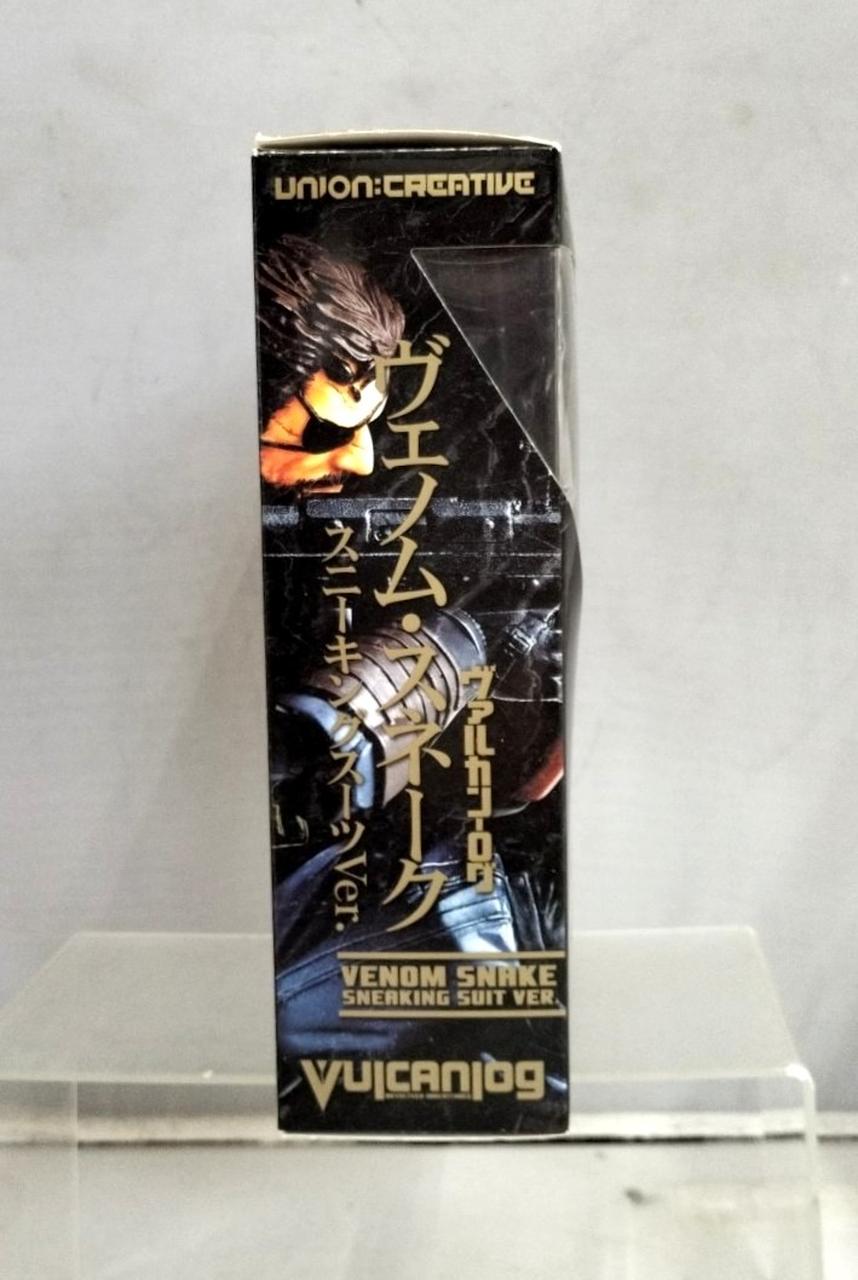 UNION:CREATIVE
ヴァルカン・ログ
ヴェノム・スネーク
スニーキングスーツVer.
VENOM SNAKE
SNEAKING SUIT VER.
Vulcanlog